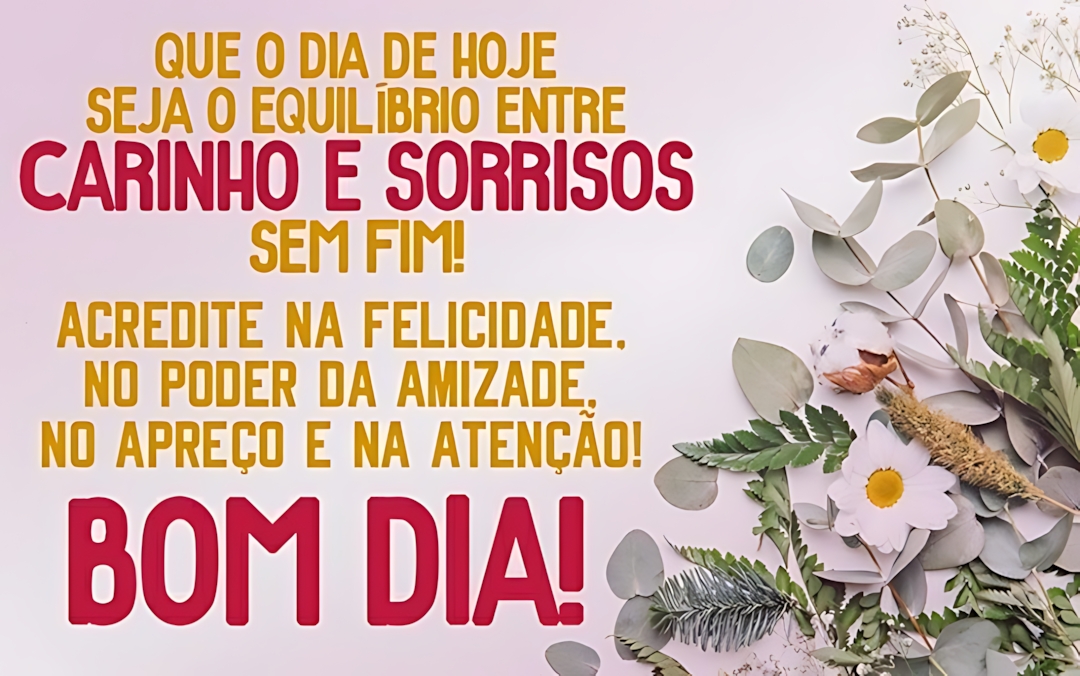 QUE O DIA DE HOJE
SEJA O EQUILÍBRIO ENTRE
CARINHO E SORRISOS
SEM FIM!
ACREDITE NA FELICIDADE,
NO PODER DA AMIZADE,
NO APREÇO E NA ATENÇÃO!
BOM DIA!